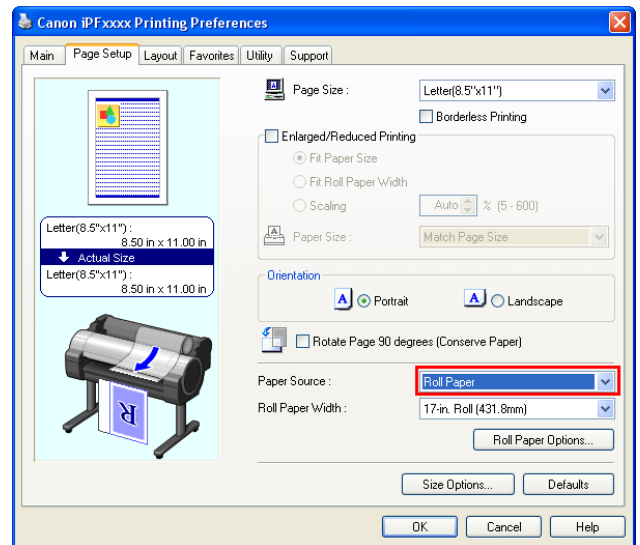 Canon iPFxxxx Printing Preferences
Main Page Setup Layout Favorites Utility Support
Page Size : Letter(8.5"x11")
Borderless Printing
Enlarged/Reduced Printing
Fit Paper Size
Fit Roll Paper Width
Scaling Auto % (5 - 600)
Paper Size : Match Page Size
Letter(8.5"x11") :
8.50 in x 11.00 in
Actual Size
Letter(8.5"x11") :
8.50 in x 11.00 in
Orientation
A Portrait A Landscape
Rotate Page 90 degrees (Conserve Paper)
Paper Source : Roll Paper
Roll Paper Width : 17-in. Roll (431.8mm)
Roll Paper Options...
R
Size Options... Defaults
OK Cancel Help